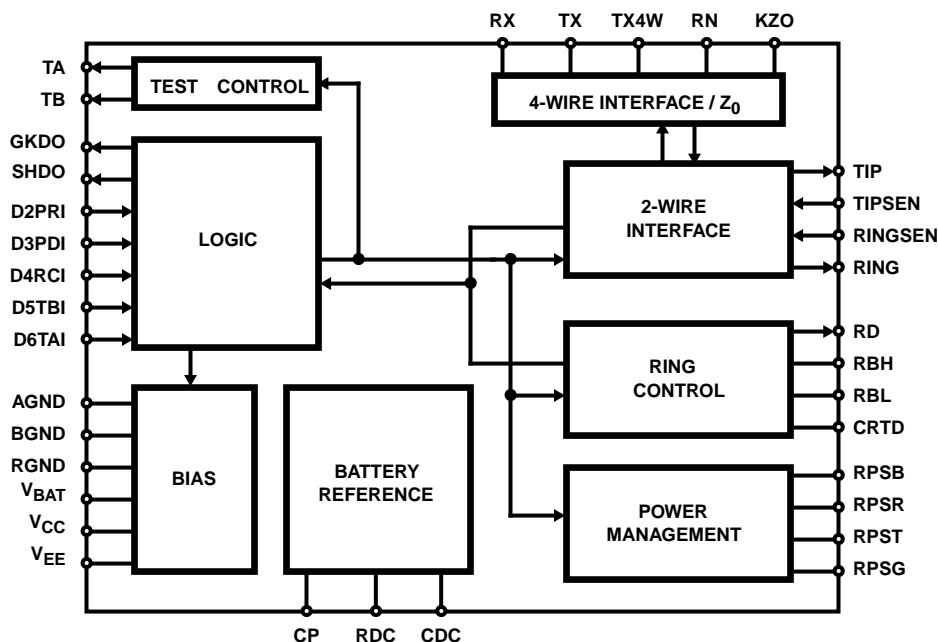 RX TX TX4W RN KZO
TA
TB
TEST CONTROL
4-WIRE INTERFACE / Z0
GKDO
SHDO
D2PRI
D3PDI
D4RCI
D5TBI
D6TAI
LOGIC
2-WIRE
INTERFACE
TIP
TIPSEN
RINGSEN
RING
RING
CONTROL
RD
RBH
RBL
CRTD
AGND
BGND
RGND
VBAT
VCC
VEE
BIAS
BATTERY
REFERENCE
POWER
MANAGEMENT
RPSB
RPSR
RPST
RPSG
CP RDC CDC